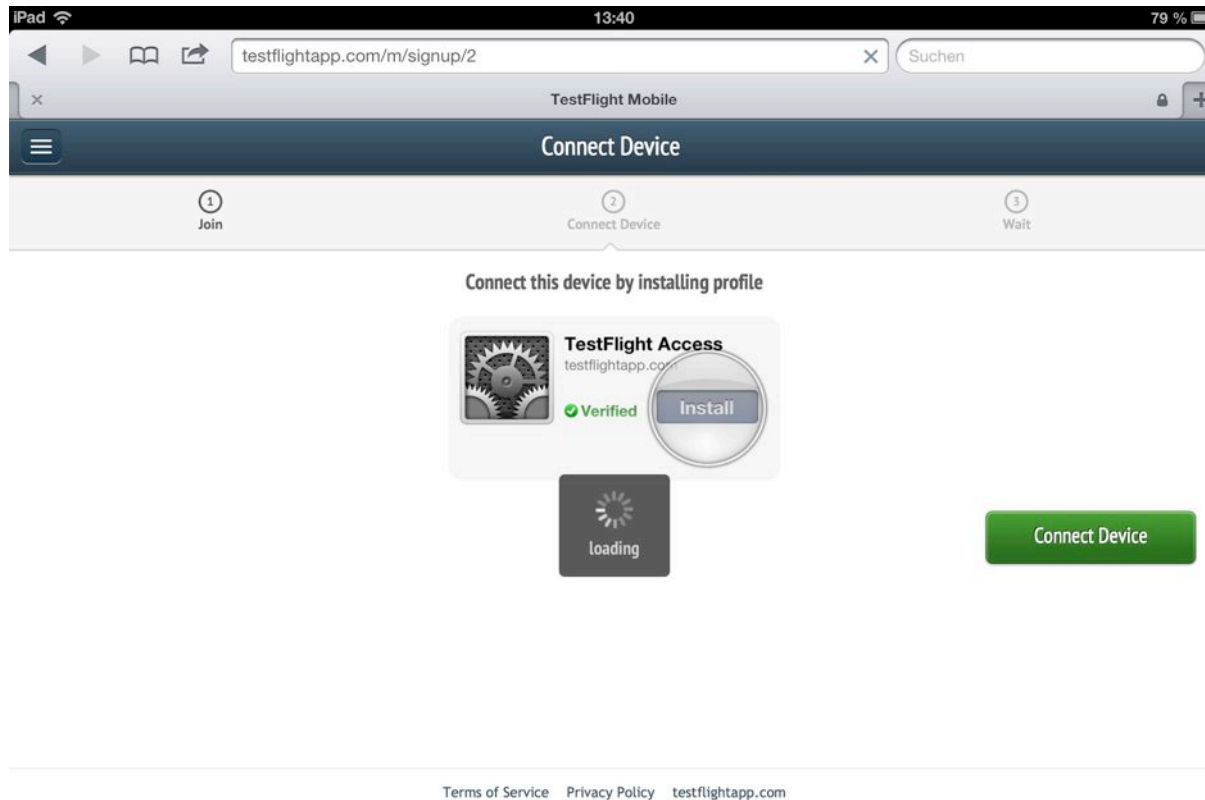 iPad 13:40 79 %
testflightapp.com/m/signup/2 Suchen
TestFlight Mobile
Connect Device
1 2 3
Join Connect Device Wait
Connect this device by installing profile
TestFlight Access
testflightapp.com
Verified Install
loading
Connect Device
Terms of Service Privacy Policy testflightapp.com